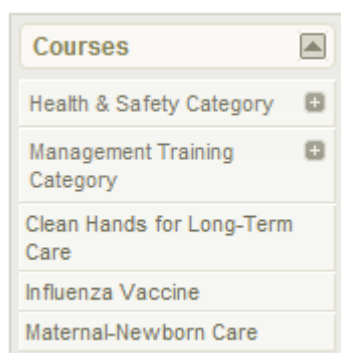 Courses
Health & Safety Category
Management Training
Category
Clean Hands for Long-Term
Care
Influenza Vaccine
Maternal-Newborn Care